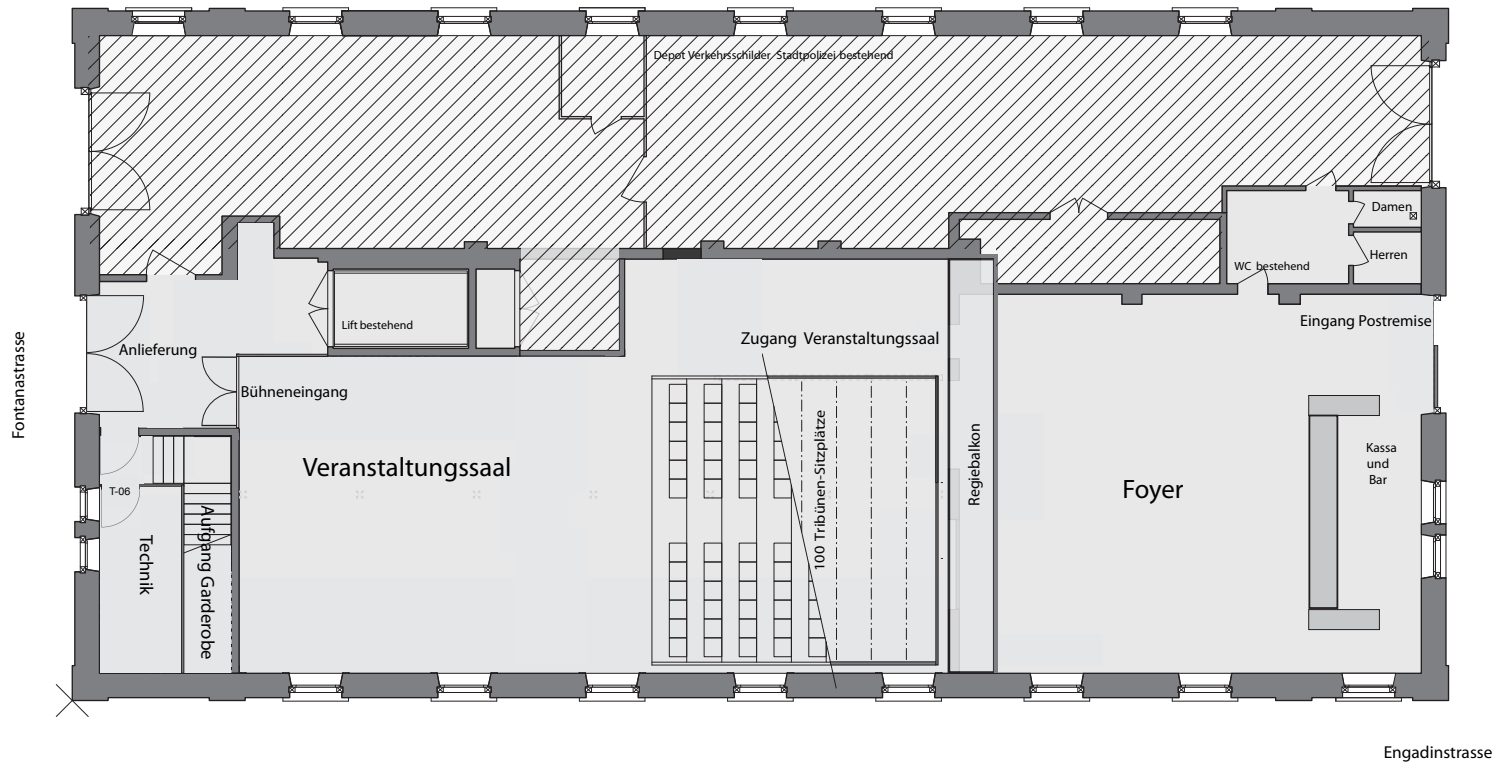 Depot Verkehrsschilder Stadtpolizei bestehend
Damen
Herren
WC bestehend
Eingang Postremise
Lift bestehend
Anlieferung
Zugang Veranstaltungssaal
Bühneneingang
Fontanastrasse
Veranstaltungssaal
100 Tribünen-Sitzplätze
Regiebalkon
Foyer
Kassa
und
Bar
T-06
Technik
Aufgang Garderobe
Engadinstrasse